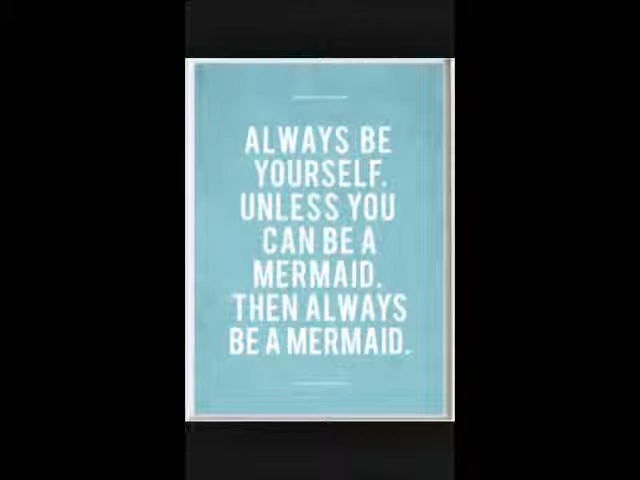 ALWAYS BE
YOURSELF.
UNLESS YOU
CAN BE A
MERMAID.
THEN ALWAYS
BE A MERMAID.